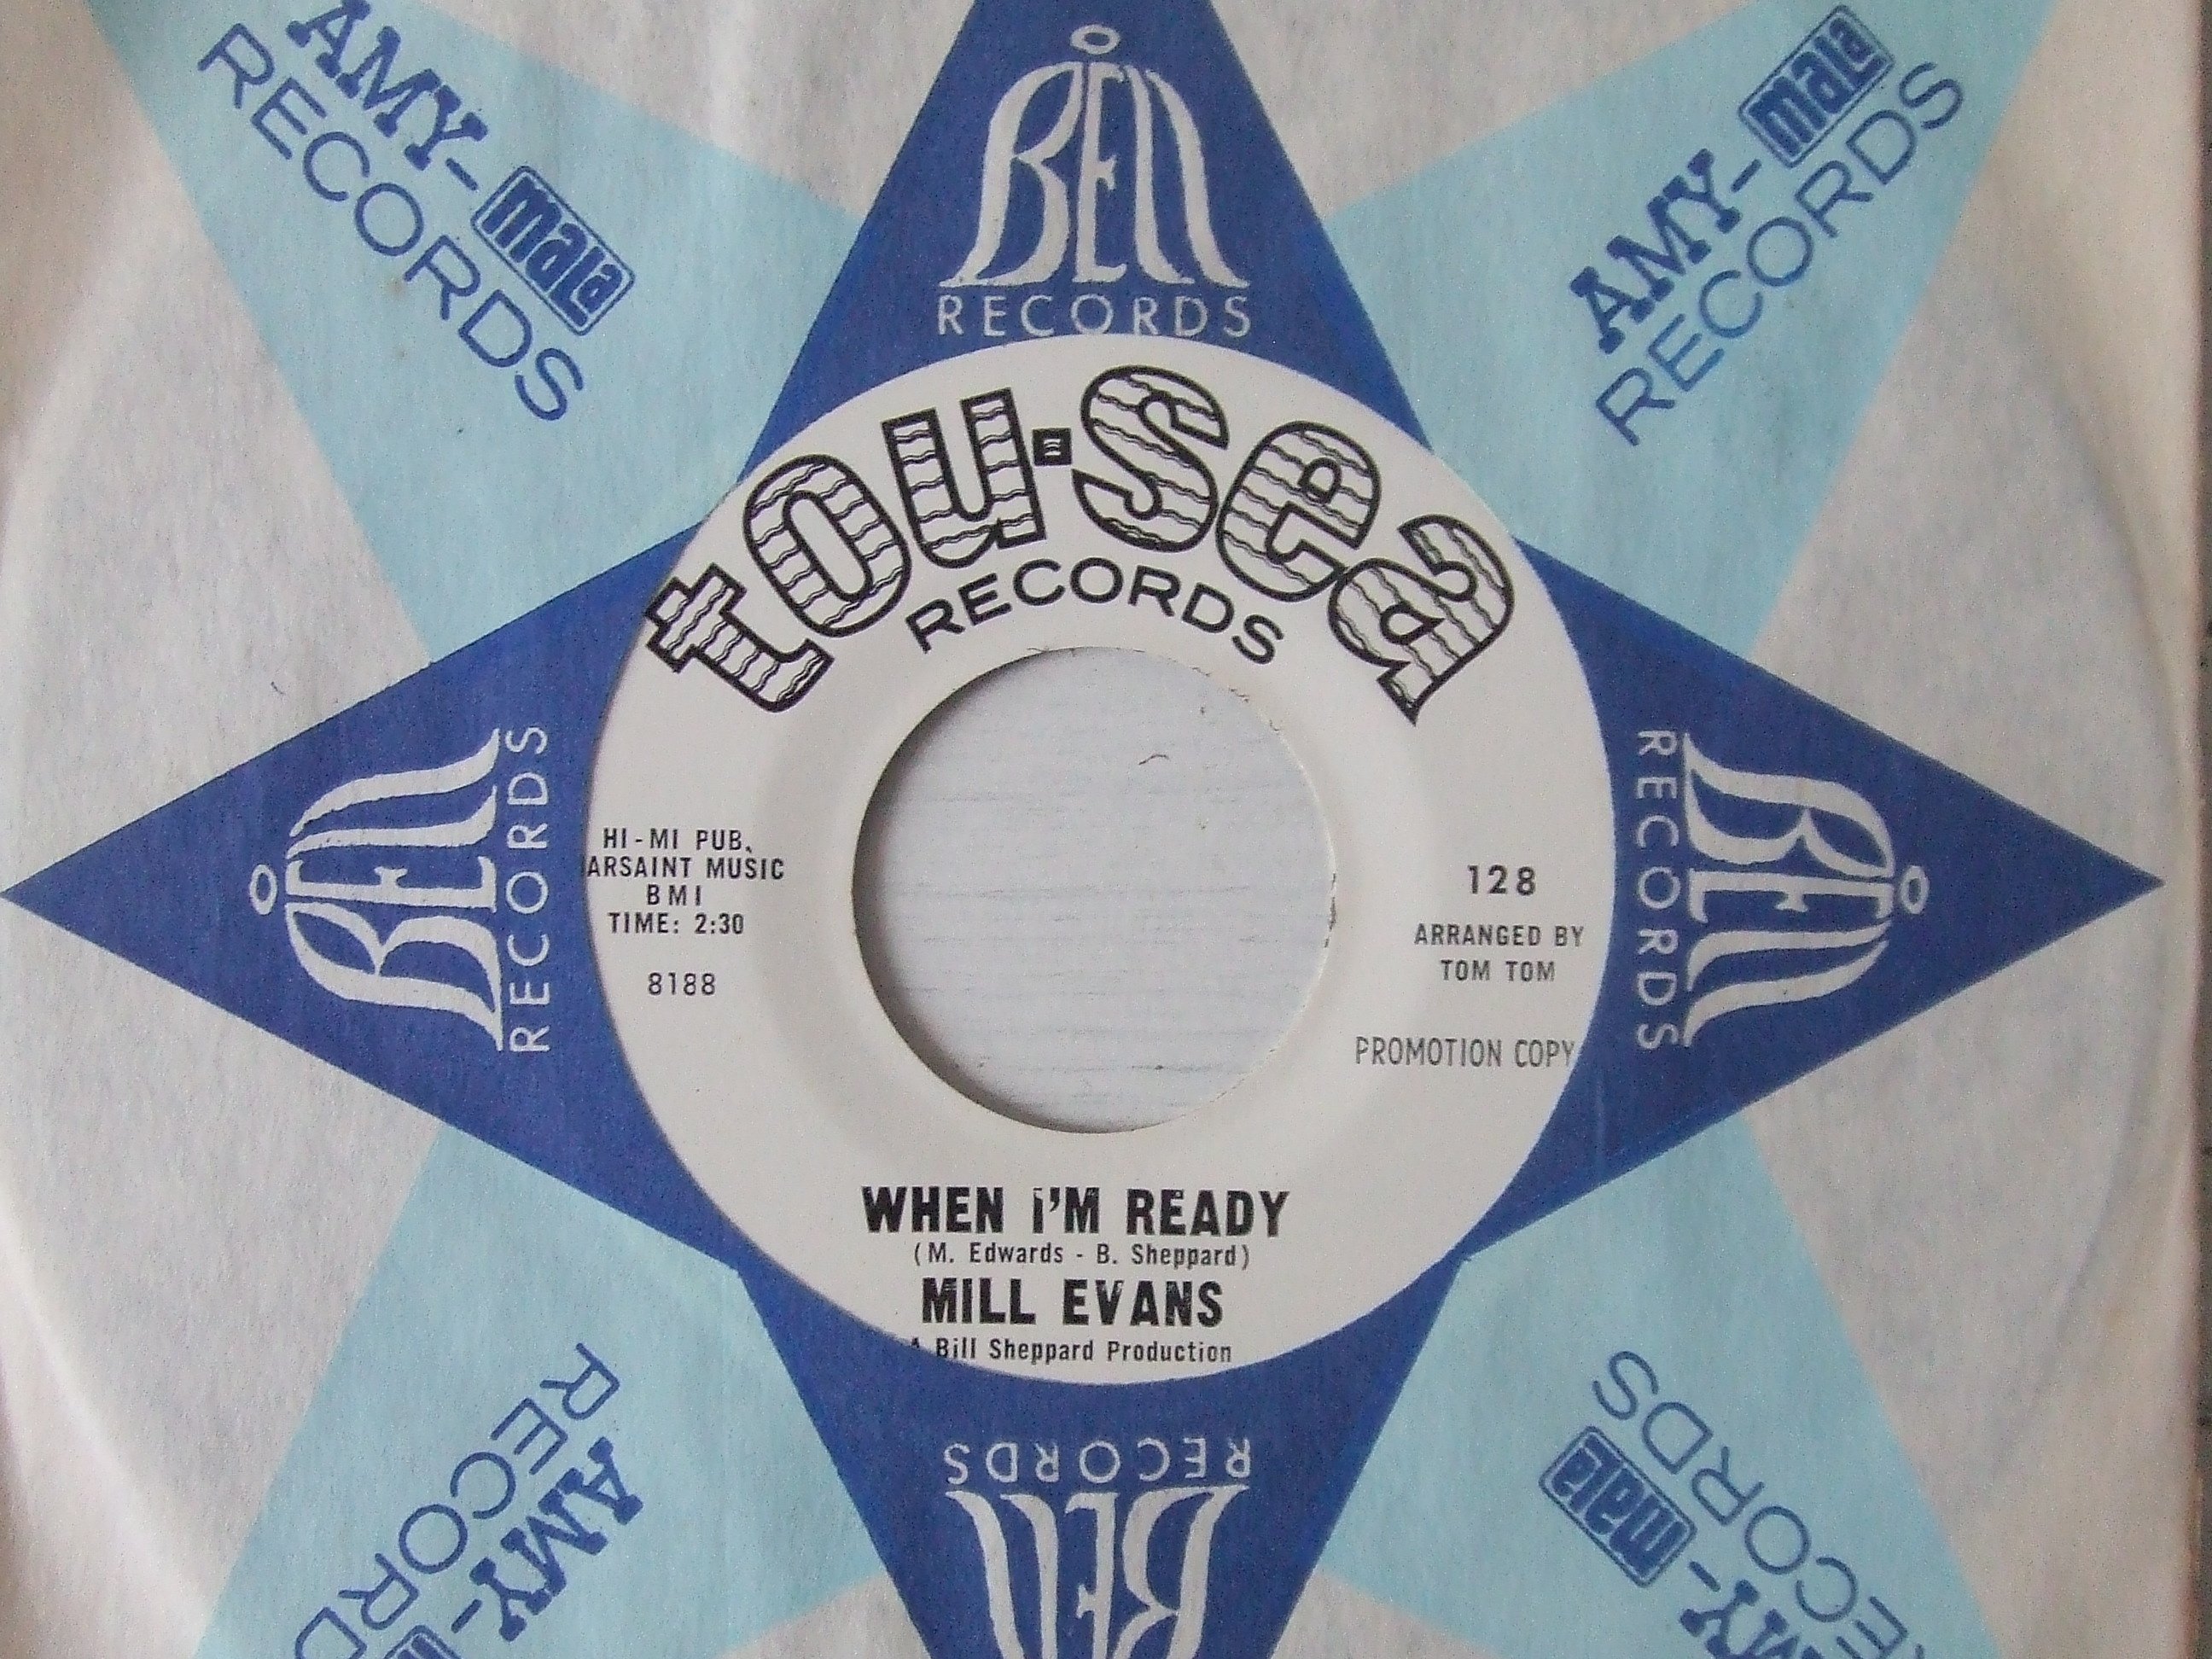 AMY-mala
RECORDS
BELL
RECORDS
AMY-mala
RECORDS
tou-sea
RECORDS
BELL
RECORDS
HI-MI PUB.
ARSAINT MUSIC
BMI
TIME: 2:30
8188
128
ARRANGED BY
TOM TOM
PROMOTION COPY
BELL
RECORDS
WHEN I'M READY
(M. Edwards - B. Sheppard)
MILL EVANS
A Bill Sheppard Production
RECORDS
BELL
AMY-
RECORDS
AMY-mala
RECORDS